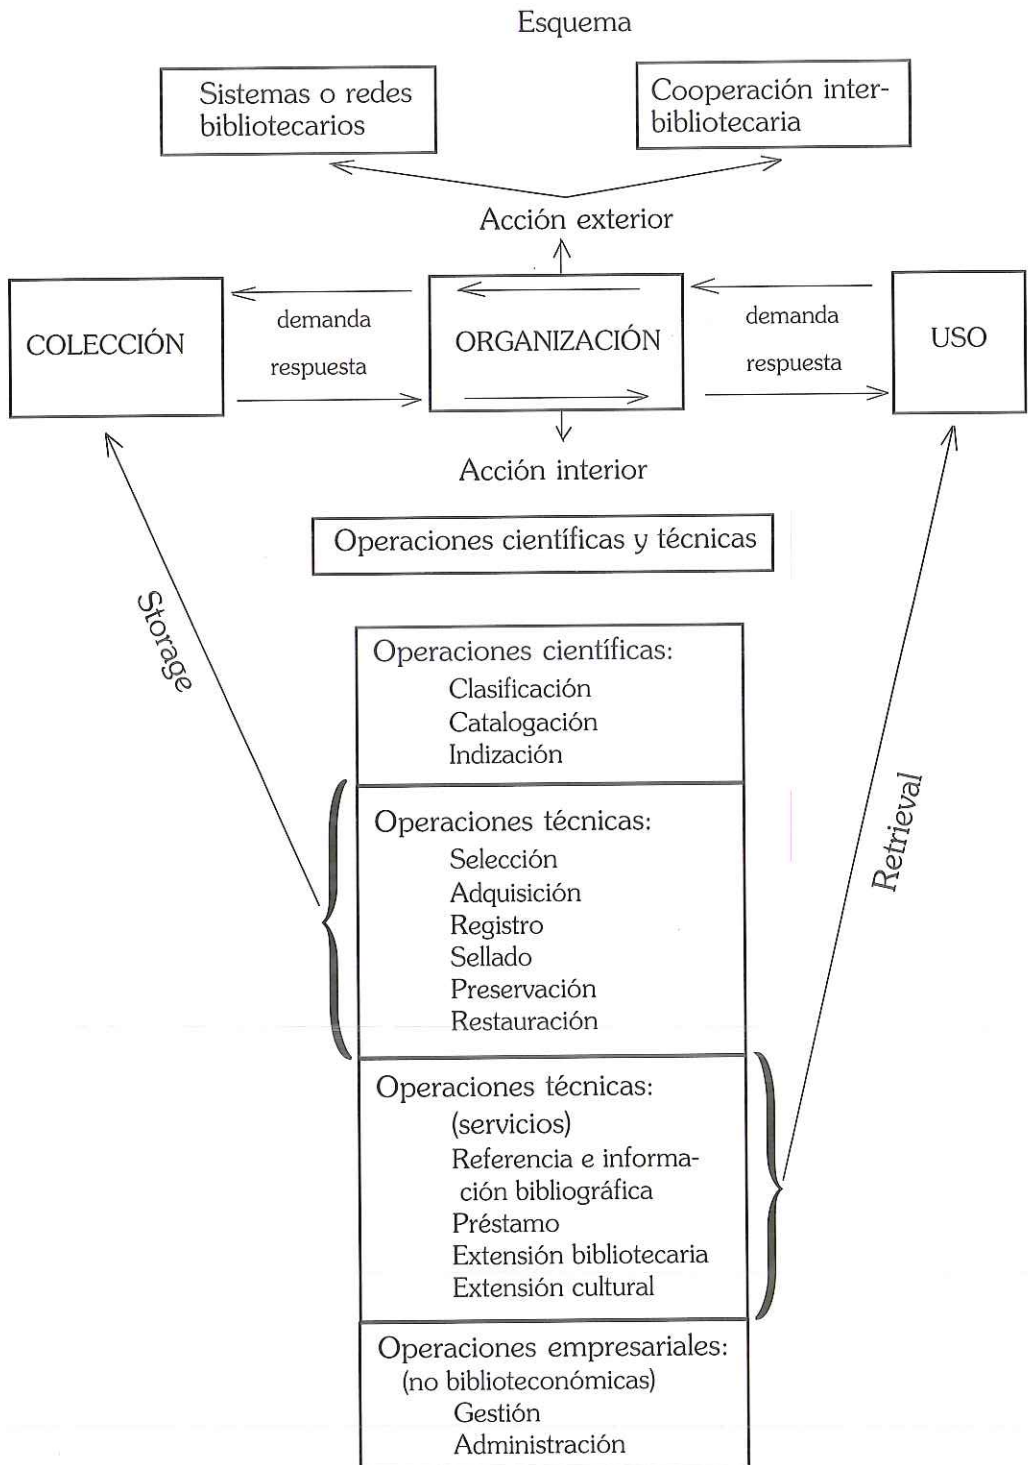 Esquema
Sistemas o redes
bibliotecarios
Cooperación inter-
bibliotecaria
Acción exterior
COLECCIÓN
demanda
respuesta
ORGANIZACIÓN
demanda
respuesta
USO
Acción interior
Operaciones científicas y técnicas
Storage
Retrieval
Operaciones científicas:
Clasificación
Catalogación
Indización
Operaciones técnicas:
Selección
Adquisición
Registro
Sellado
Preservación
Restauración
Operaciones técnicas:
(servicios)
Referencia e informa-
ción bibliográfica
Préstamo
Extensión bibliotecaria
Extensión cultural
Operaciones empresariales:
(no biblioteconómicas)
Gestión
Administración